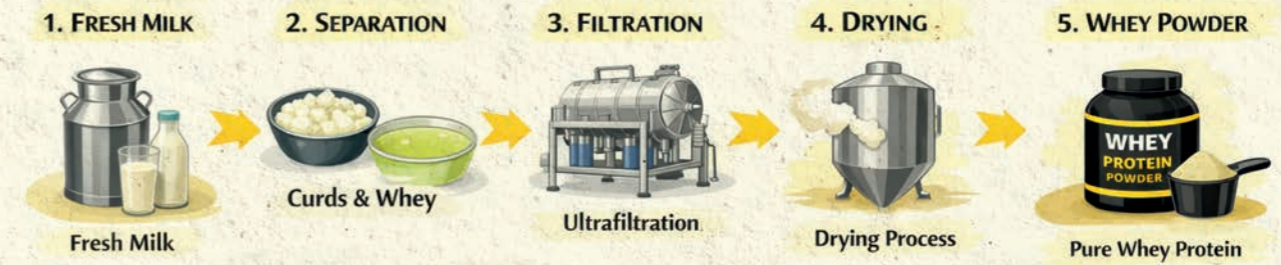 1. FRESH MILK
2. SEPARATION
3. FILTRATION
4. DRYING
5. WHEY POWDER
WHEY
PROTEIN
POWDER
Curds & Whey
Ultrafiltration
Fresh Milk
Drying Process
Pure Whey Protein